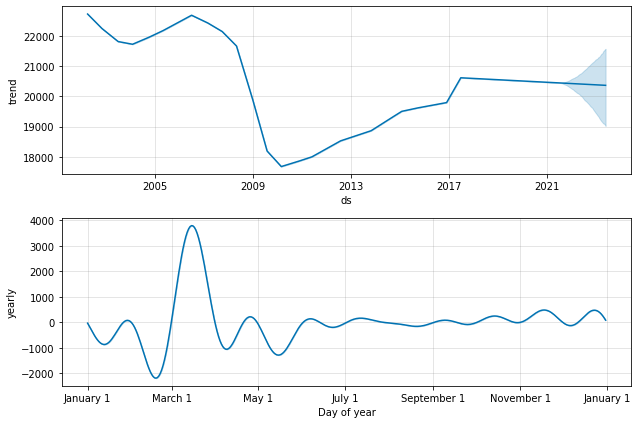 22000
21000
20000
19000
18000
trend
2005
2009
2013
2017
2021
ds
4000
3000
2000
1000
0
−1000
−2000
yearly
January 1
March 1
May 1
July 1
September 1
November 1
January 1
Day of year